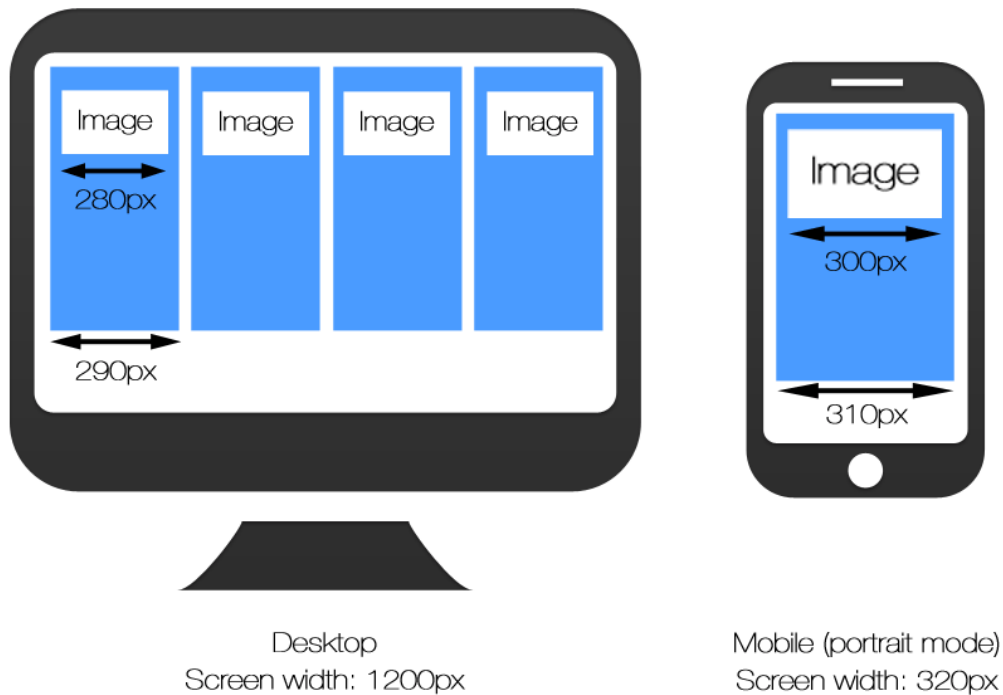 Image Image Image Image
280px
290px
Image
300px
310px
Desktop
Screen width: 1200px
Mobile (portrait mode)
Screen width: 320px